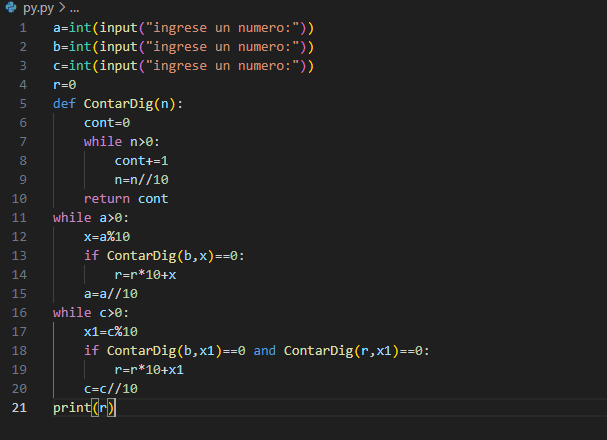 py.py > ...
1 a=int(input("ingrese un numero:"))
2 b=int(input("ingrese un numero:"))
3 c=int(input("ingrese un numero:"))
4 r=0
5 def ContarDig(n):
6     cont=0
7     while n>0:
8         cont+=1
9         n=n//10
10     return cont
11 while a>0:
12     x=a%10
13     if ContarDig(b,x)==0:
14         r=r*10+x
15     a=a//10
16 while c>0:
17     x1=c%10
18     if ContarDig(b,x1)==0 and ContarDig(r,x1)==0:
19         r=r*10+x1
20     c=c//10
21 print(r)